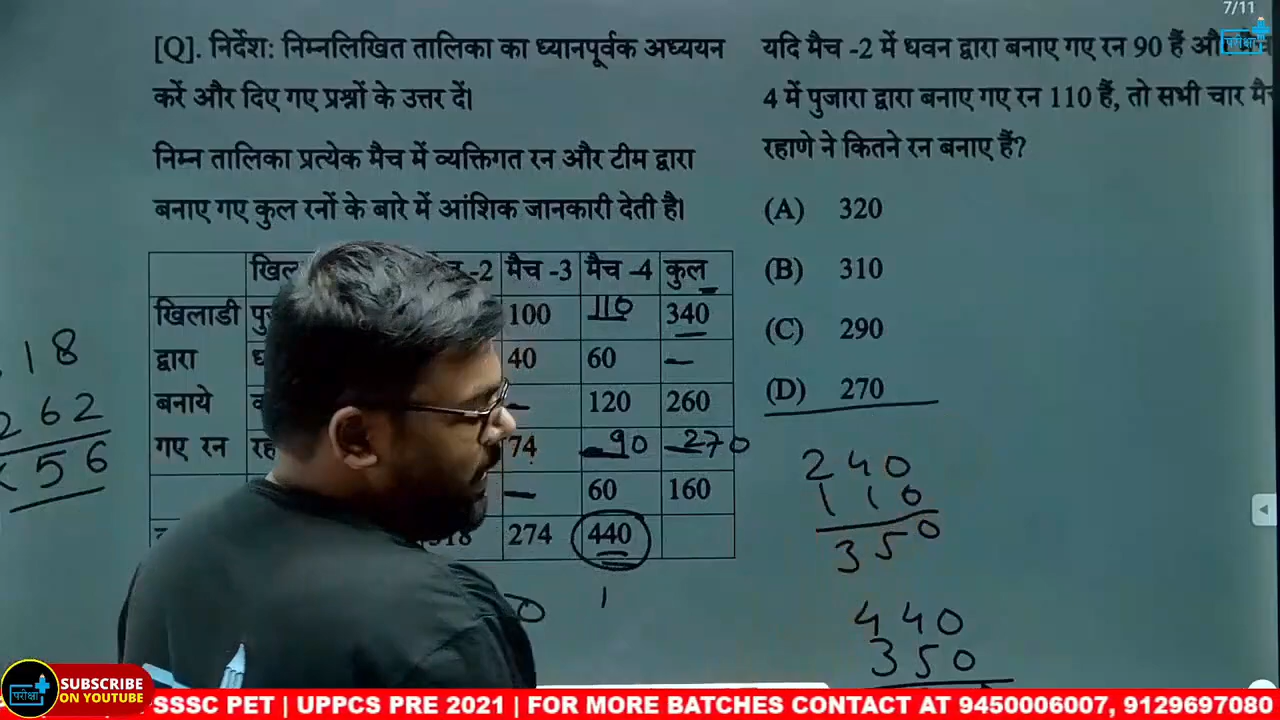 7/11
[Q]. निर्देश: निम्नलिखित तालिका का ध्यानपूर्वक अध्ययन
करें और दिए गए प्रश्नों के उत्तर दें।
निम्न तालिका प्रत्येक मैच में व्यक्तिगत रन और टीम द्वारा
बनाए गए कुल रनों के बारे में आंशिक जानकारी देती है।
मैच -3 मैच -4 कुल
खिलाडी 100 110 340
द्वारा 40 60 –
बनाये – 120 260
गए रन 74 90 270
– 60 160
318 274 440
यदि मैच -2 में धवन द्वारा बनाए गए रन 90 हैं
4 में पुजारा द्वारा बनाए गए रन 110 हैं, तो सभी चार
रहाणे ने कितने रन बनाए हैं?
(A) 320
(B) 310
(C) 290
(D) 270
240
110
350
440
350
18
262
56
परीक्षा
परीक्षा
SUBSCRIBE
ON YOUTUBE
SSSC PET | UPPCS PRE 2021 | FOR MORE BATCHES CONTACT AT 9450006007, 9129697080